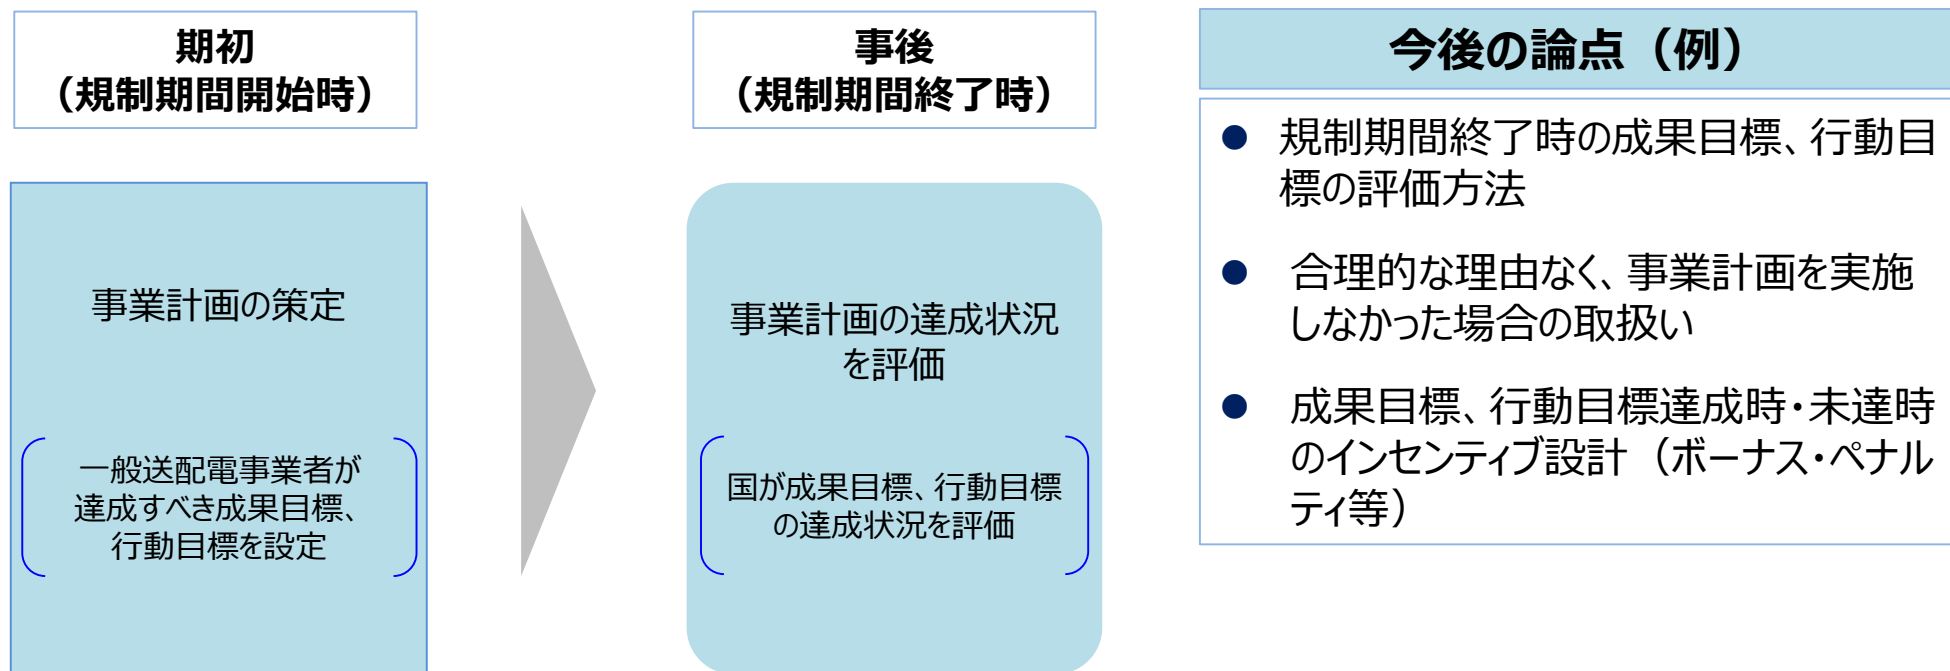 期初
（規制期間開始時）
事業計画の策定
一般送配電事業者が
達成すべき成果目標、
行動目標を設定
事後
（規制期間終了時）
事業計画の達成状況
を評価
国が成果目標、行動目標
の達成状況を評価
今後の論点（例）
● 規制期間終了時の成果目標、行動目
標の評価方法
● 合理的な理由なく、事業計画を実施
しなかった場合の取扱い
● 成果目標、行動目標達成時・未達時
のインセンティブ設計（ボーナス・ペナル
ティ等）